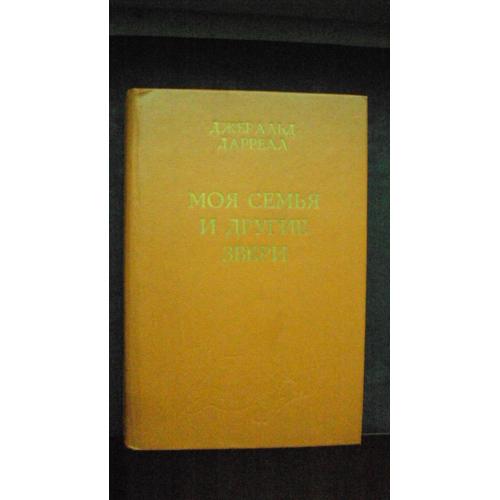 ДЖЕРАЛЬД
ДАРРЕЛЛ
МОЯ СЕМЬЯ
И ДРУГИЕ
ЗВЕРИ